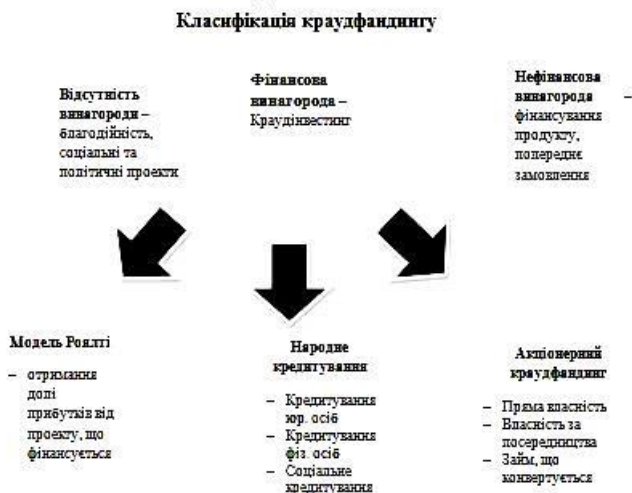 Класифікація краудфандингу
Відсутність
винагороди –
благодійність,
соціальні та
політичні проекти
Фінансова
винагорода –
Краудінвестинг
Нефінансова
винагорода –
фінансування
продукту,
попереднє
замовлення
Модель Роялті
– отримання
долі
прибутків від
проекту, що
фінансується
Народне
кредитування
– Кредитування
юр. осіб
– Кредитування
фіз. осіб
– Соціальне
кредитування
Акціонерний
краудфандинг
– Пряма власність
– Власність за
посередництва
– Займ, що
конвертується